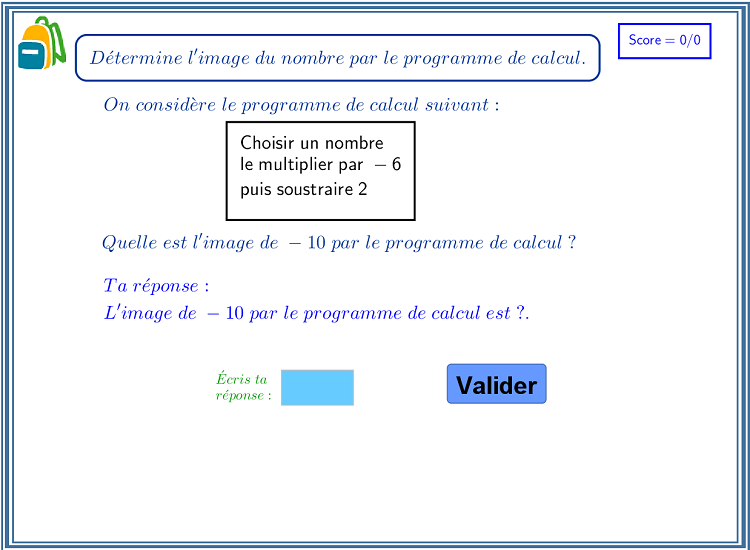 Détermine l'image du nombre par le programme de calcul.
Score = 0/0
On considère le programme de calcul suivant :
Choisir un nombre
le multiplier par − 6
puis soustraire 2
Quelle est l'image de − 10 par le programme de calcul ?
Ta réponse :
L'image de − 10 par le programme de calcul est ?.
Écris ta
réponse :
Valider